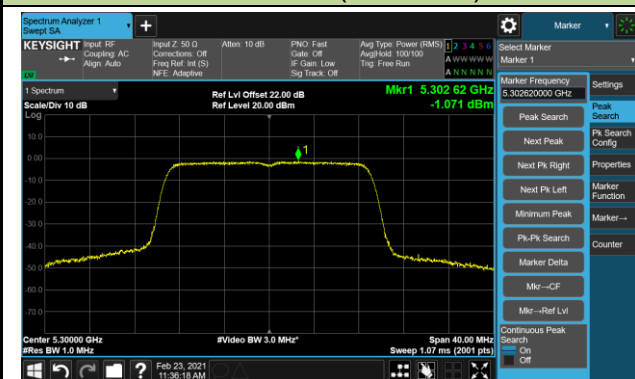 Spectrum Analyzer 1
Swept SA
+
Marker
KEYSIGHT
Input: RF
Coupling: AC
Align: Auto
Input Z: 50 Ω
Corrections: Off
Freq Ref: Int (S)
NFE: Adaptive
Atten: 10 dB
PNO: Fast
Gate: Off
IF Gain: Low
Sig Track: Off
Avg Type: Power (RMS)
Avg|Hold: 100/100
Trig: Free Run
1 2 3 4 5 6
A W W W W W
A N N N N N
LXI
Select Marker
Marker 1
1 Spectrum
Scale/Div 10 dB
Log
Ref Lvl Offset 22.00 dB
Ref Level 20.00 dBm
Mkr1 5.302 62 GHz
-1.071 dBm
Marker Frequency
5.302620000 GHz
Settings
Peak Search
Peak
Search
Next Peak
Pk Search
Config
Next Pk Right
Properties
Next Pk Left
Marker
Function
Minimum Peak
Marker→
Pk-Pk Search
Counter
Marker Delta
Mkr→CF
Mkr→Ref Lvl
Continuous Peak
Search
On
Off
10.0
0.00
-10.0
-20.0
-30.0
-40.0
-50.0
-60.0
-70.0
1
Center 5.30000 GHz
#Res BW 1.0 MHz
#Video BW 3.0 MHz*
Span 40.00 MHz
Sweep 1.07 ms (2001 pts)
?
Feb 23, 2021
11:36:18 AM